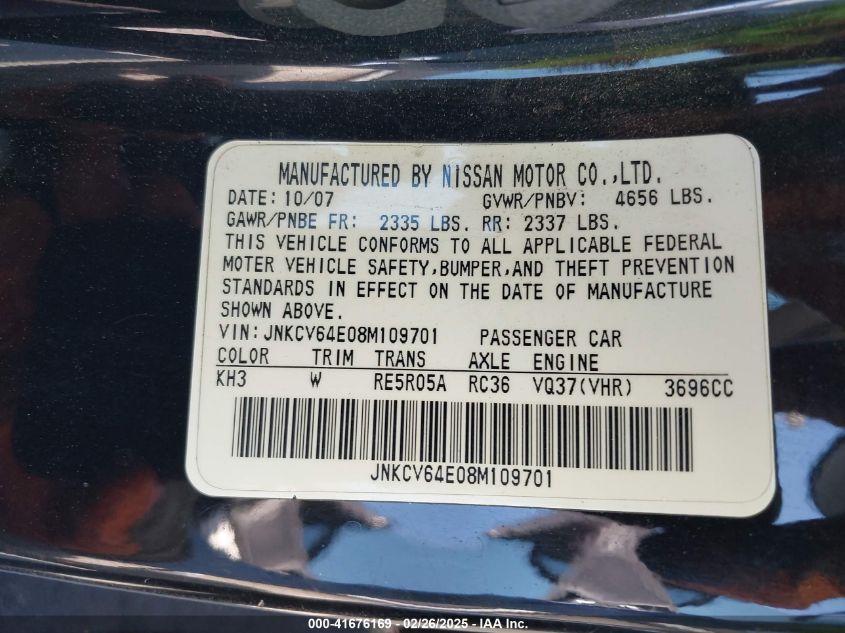 MANUFACTURED BY NISSAN MOTOR CO.,LTD.
DATE: 10/07 GVWR/PNBV: 4656 LBS.
GAWR/PNBE FR: 2335 LBS. RR: 2337 LBS.
THIS VEHICLE CONFORMS TO ALL APPLICABLE FEDERAL
MOTER VEHICLE SAFETY,BUMPER,AND THEFT PREVENTION
STANDARDS IN EFFECT ON THE DATE OF MANUFACTURE
SHOWN ABOVE.
VIN:JNKCV64E08M109701 PASSENGER CAR
COLOR TRIM TRANS AXLE ENGINE
KH3 W RE5R05A RC36 VQ37(VHR) 3696CC
JNKCV64E08M109701
000-41676169 - 02/26/2025 - IAA Inc.